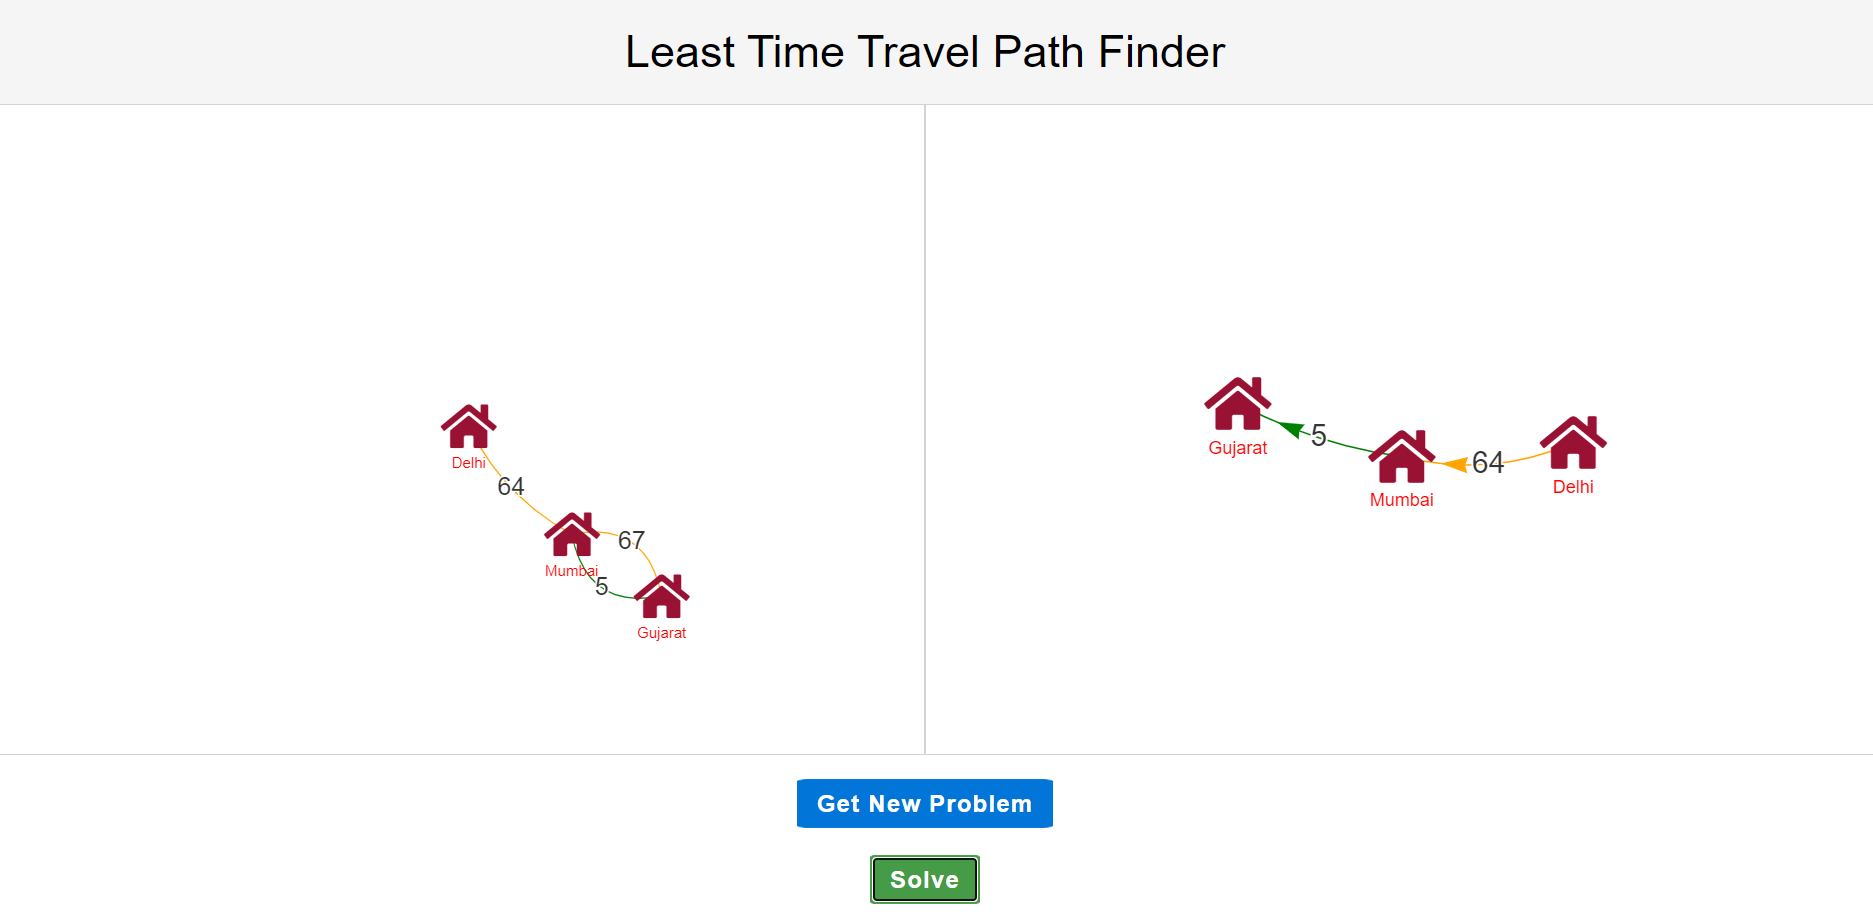 Least Time Travel Path Finder
Delhi
64
Mumbai
67
5
Gujarat
Gujarat
5
Mumbai
64
Delhi
Get New Problem
Solve